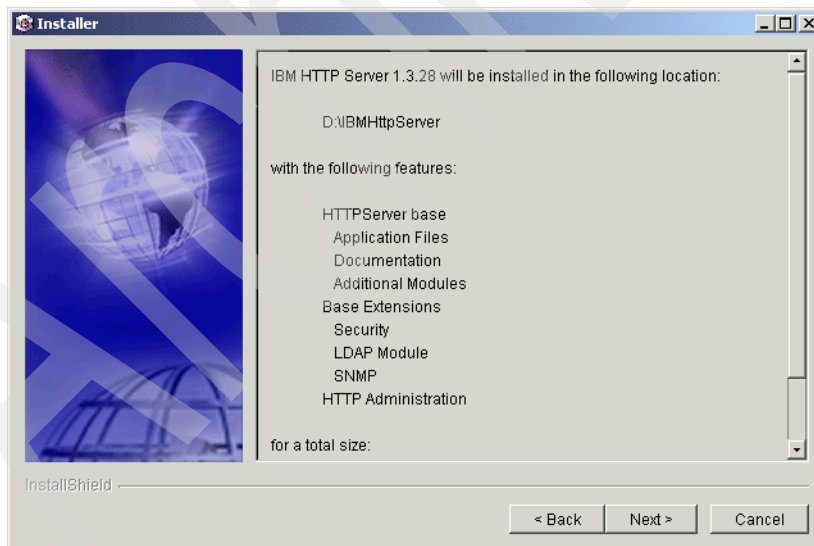 Installer
IBM HTTP Server 1.3.28 will be installed in the following location:
D:\IBMHttpServer
with the following features:
HTTPServer base
Application Files
Documentation
Additional Modules
Base Extensions
Security
LDAP Module
SNMP
HTTP Administration
for a total size:
InstallShield
< Back
Next >
Cancel